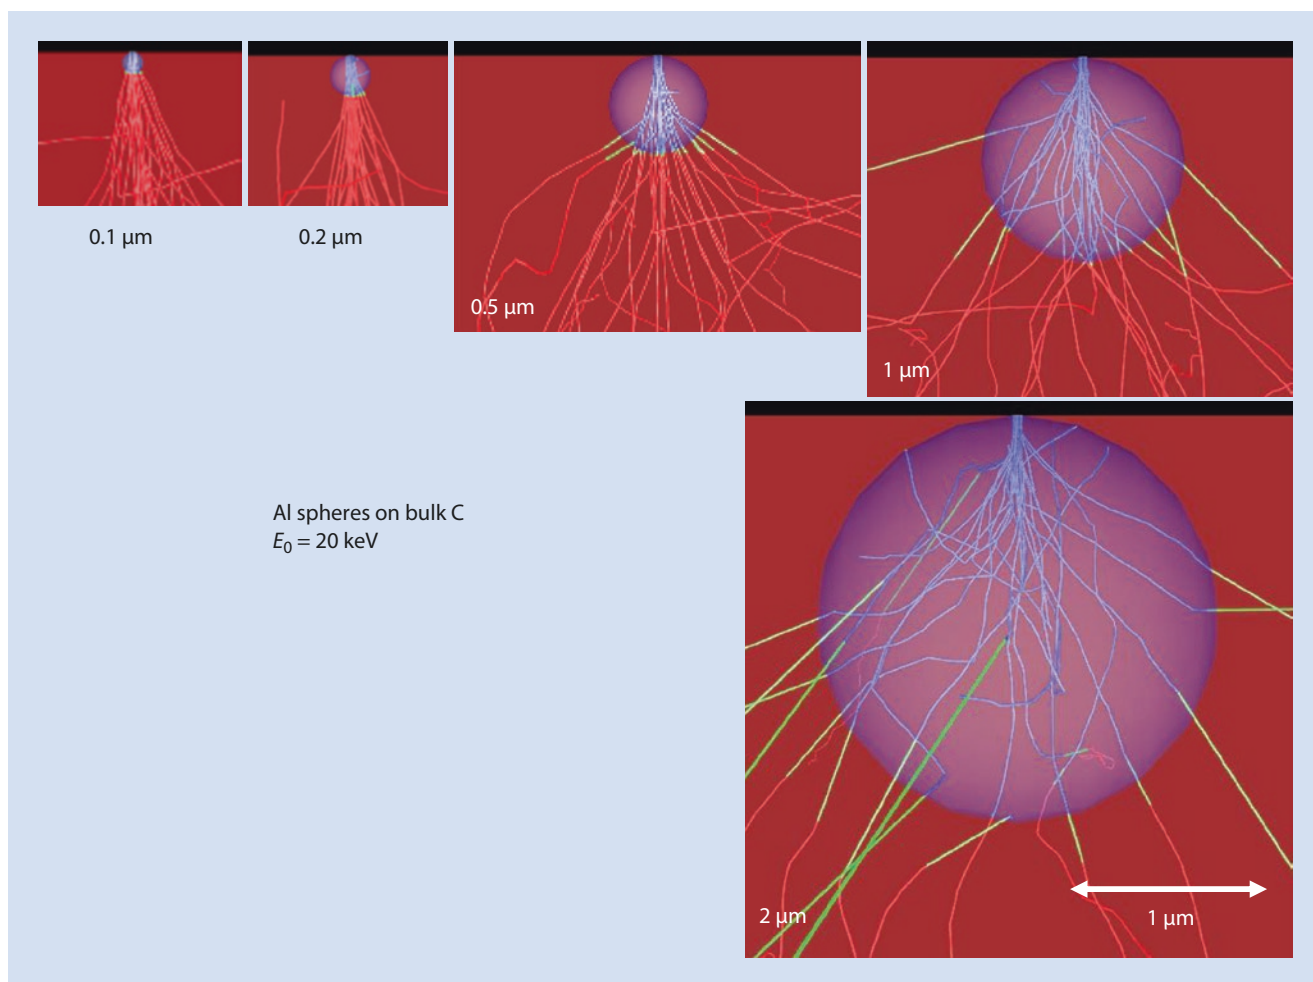 0.1 µm
0.2 µm
0.5 µm
1 µm
Al spheres on bulk C
E₀ = 20 keV
2 µm
1 µm